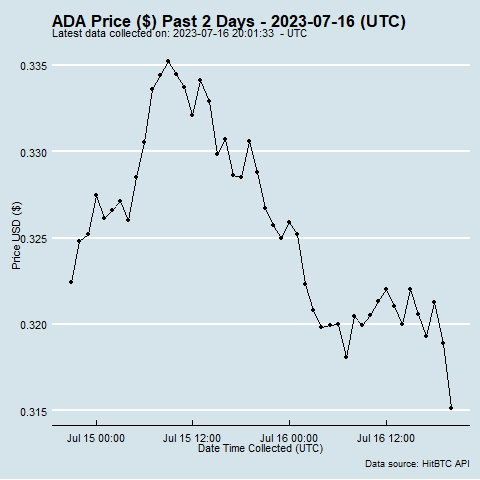 ADA Price ($) Past 2 Days - 2023-07-16 (UTC)
Latest data collected on: 2023-07-16 20:01:33  - UTC
0.335
0.330
0.325
0.320
0.315
Price USD ($)
Jul 15 00:00 Jul 15 12:00 Jul 16 00:00 Jul 16 12:00
Date Time Collected (UTC)
Data source: HitBTC API